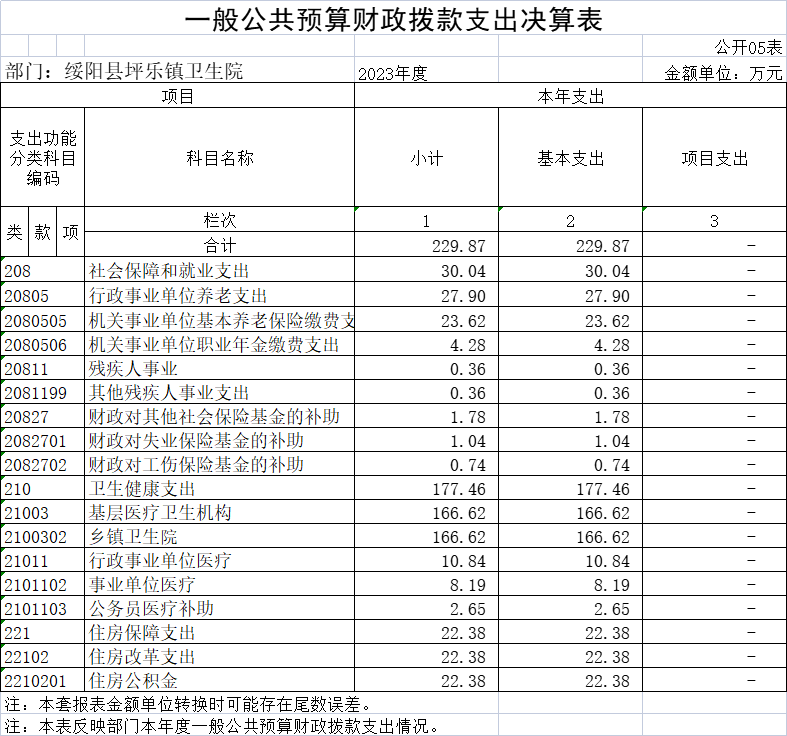 一般公共预算财政拨款支出决算表
公开05表
部门：绥阳县坪乐镇卫生院 2023年度 金额单位：万元
项目 本年支出
支出功能分类科目编码 科目名称 小计 基本支出 项目支出
类 款 项 栏次 1 2 3
合计 229.87 229.87 -
208 社会保障和就业支出 30.04 30.04 -
20805 行政事业单位养老支出 27.90 27.90 -
2080505 机关事业单位基本养老保险缴费支 23.62 23.62 -
2080506 机关事业单位职业年金缴费支出 4.28 4.28 -
20811 残疾人事业 0.36 0.36 -
2081199 其他残疾人事业支出 0.36 0.36 -
20827 财政对其他社会保险基金的补助 1.78 1.78 -
2082701 财政对失业保险基金的补助 1.04 1.04 -
2082702 财政对工伤保险基金的补助 0.74 0.74 -
210 卫生健康支出 177.46 177.46 -
21003 基层医疗卫生机构 166.62 166.62 -
2100302 乡镇卫生院 166.62 166.62 -
21011 行政事业单位医疗 10.84 10.84 -
2101102 事业单位医疗 8.19 8.19 -
2101103 公务员医疗补助 2.65 2.65 -
221 住房保障支出 22.38 22.38 -
22102 住房改革支出 22.38 22.38 -
2210201 住房公积金 22.38 22.38 -
注：本套报表金额单位转换时可能存在尾数误差。
注：本表反映部门本年度一般公共预算财政拨款支出情况。